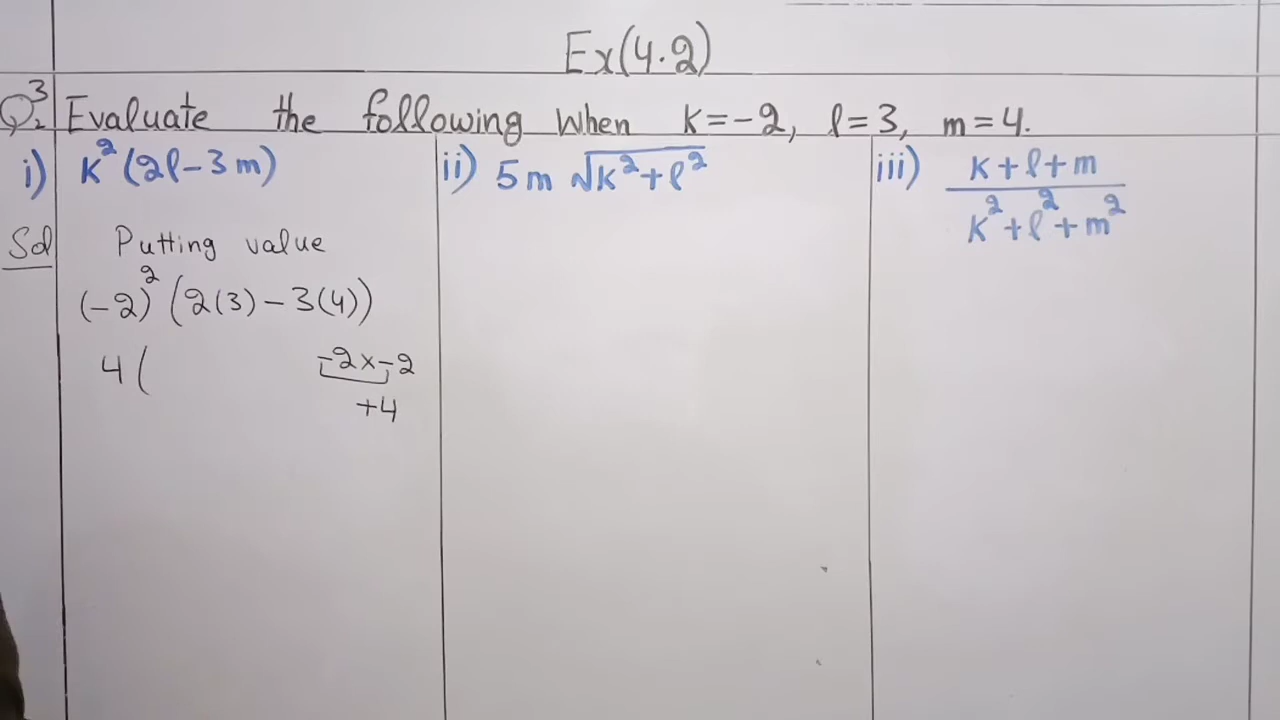 Ex(4.2)
Q3 Evaluate the following when k=-2, l=3, m=4.
i) k²(2l-3m)
ii) 5m √k²+l²
iii) k+l+m
k²+l²+m²
Sol Putting value
(-2)² (2(3)-3(4))
4( -2×-2
+4